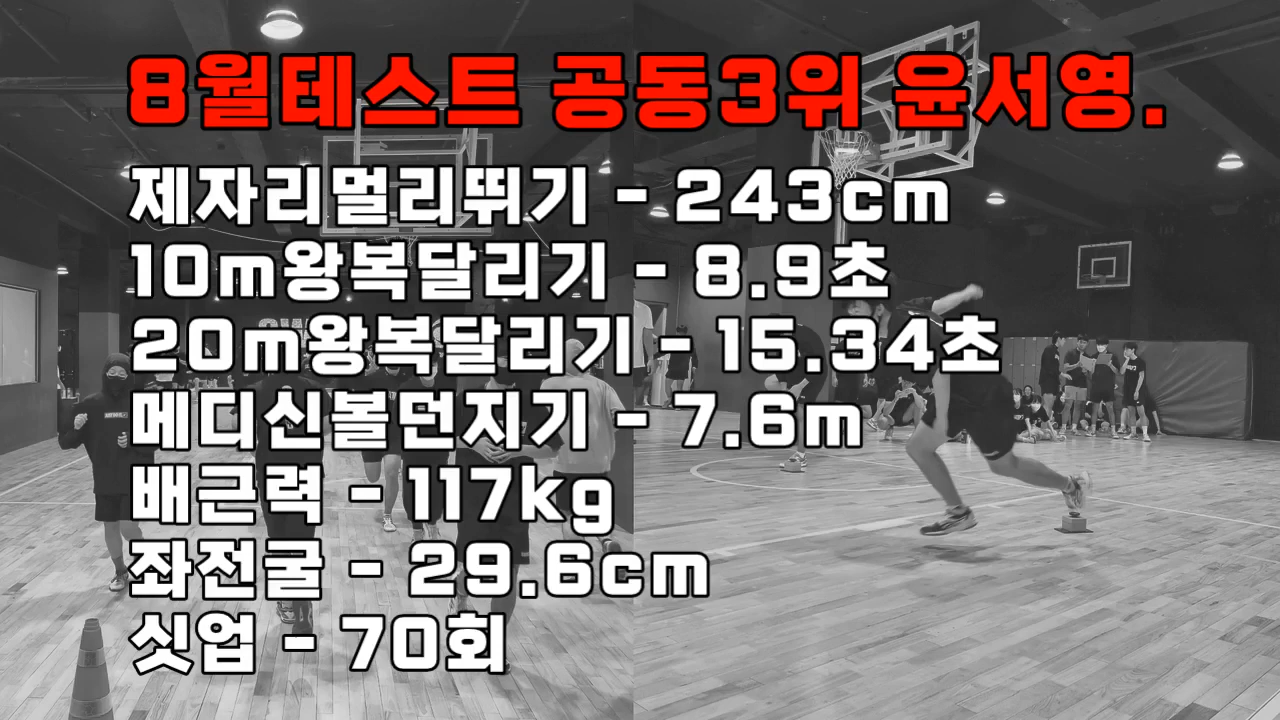 8월테스트 공동3위 윤서영.
제자리멀리뛰기 - 243cm
10m왕복달리기 - 8.9초
20m왕복달리기 - 15.34초
메디신볼던지기 - 7.6m
배근력 - 117kg
좌전굴 - 29.6cm
싯업 - 70회